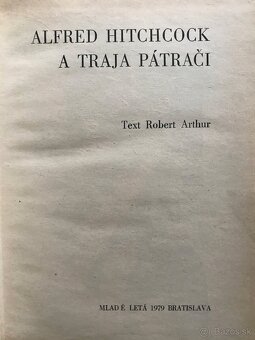 ALFRED HITCHCOCK
A TRAJA PÁTRAČI
Text Robert Arthur
MLADÉ LETÁ 1979 BRATISLAVA